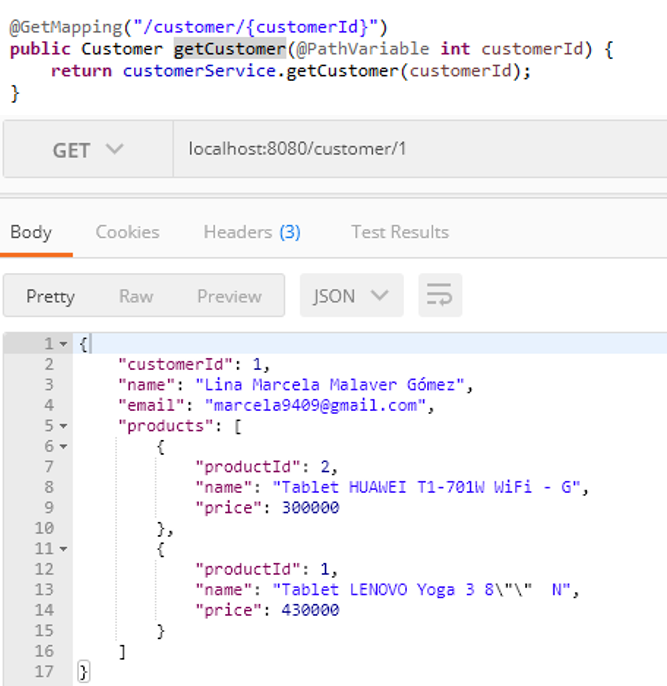 @GetMapping("/customer/{customerId}")
public Customer getCustomer(@PathVariable int customerId) {
    return customerService.getCustomer(customerId);
}
GET localhost:8080/customer/1
Body Cookies Headers (3) Test Results
Pretty Raw Preview JSON
1 {
2     "customerId": 1,
3     "name": "Lina Marcela Malaver Gómez",
4     "email": "marcela9409@gmail.com",
5     "products": [
6         {
7             "productId": 2,
8             "name": "Tablet HUAWEI T1-701W WiFi - G",
9             "price": 300000
10         },
11         {
12             "productId": 1,
13             "name": "Tablet LENOVO Yoga 3 8\"\"  N",
14             "price": 430000
15         }
16     ]
17 }